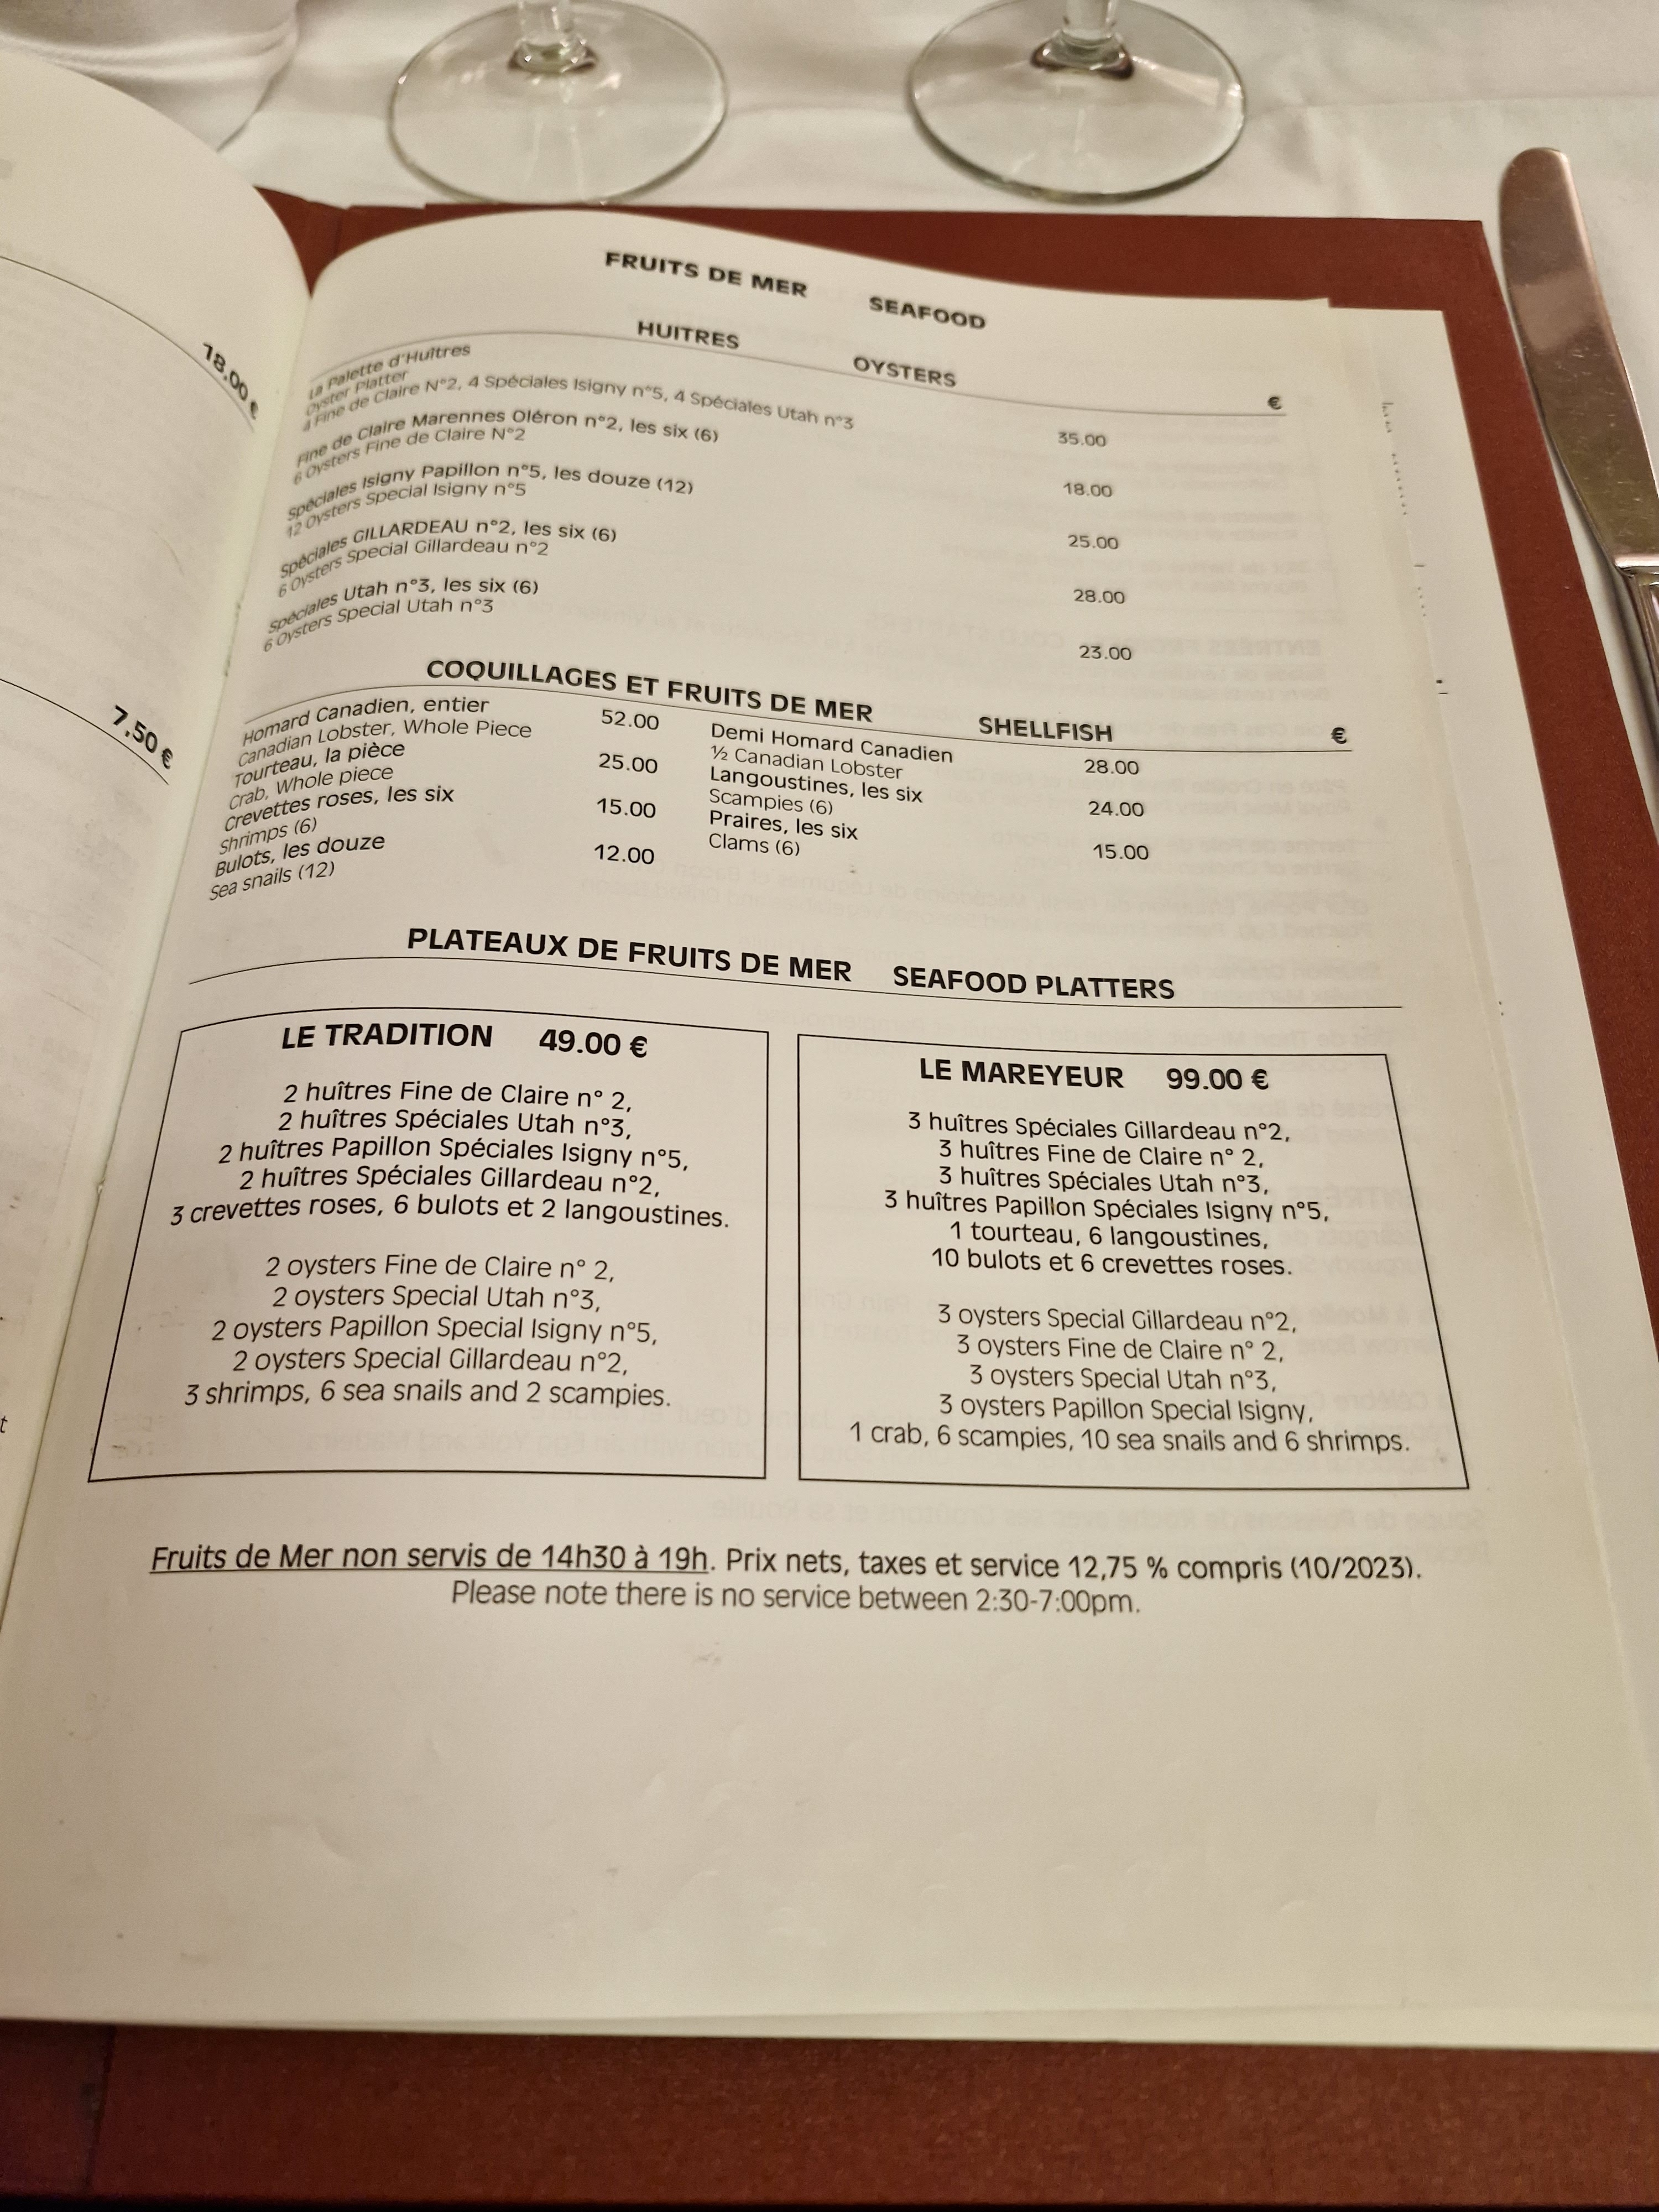 18.00 €
7.50 €
FRUITS DE MER SEAFOOD
HUITRES OYSTERS
€
La Palette d'Huîtres
Oyster Platter
4 Fine de Claire N°2, 4 Spéciales Isigny n°5, 4 Spéciales Utah n°3 35.00
Fine de Claire Marennes Oléron n°2, les six (6)
6 Oysters Fine de Claire N°2 18.00
Spéciales Isigny Papillon n°5, les douze (12)
12 Oysters Special Isigny n°5 25.00
Spéciales GILLARDEAU n°2, les six (6)
6 Oysters Special Gillardeau n°2 28.00
Spéciales Utah n°3, les six (6)
6 Oysters Special Utah n°3 23.00
COQUILLAGES ET FRUITS DE MER SHELLFISH €
Homard Canadien, entier 52.00 Demi Homard Canadien 28.00
Canadian Lobster, Whole Piece ½ Canadian Lobster
Tourteau, la pièce 25.00 Langoustines, les six 24.00
Crab, Whole piece Scampies (6)
Crevettes roses, les six 15.00 Praires, les six 15.00
Shrimps (6) Clams (6)
Bulots, les douze 12.00
Sea snails (12)
PLATEAUX DE FRUITS DE MER SEAFOOD PLATTERS
LE TRADITION 49.00 €
2 huîtres Fine de Claire n° 2,
2 huîtres Spéciales Utah n°3,
2 huîtres Papillon Spéciales Isigny n°5,
2 huîtres Spéciales Gillardeau n°2,
3 crevettes roses, 6 bulots et 2 langoustines.
2 oysters Fine de Claire n° 2,
2 oysters Special Utah n°3,
2 oysters Papillon Special Isigny n°5,
2 oysters Special Gillardeau n°2,
3 shrimps, 6 sea snails and 2 scampies.
LE MAREYEUR 99.00 €
3 huîtres Spéciales Gillardeau n°2,
3 huîtres Fine de Claire n° 2,
3 huîtres Spéciales Utah n°3,
3 huîtres Papillon Spéciales Isigny n°5,
1 tourteau, 6 langoustines,
10 bulots et 6 crevettes roses.
3 oysters Special Gillardeau n°2,
3 oysters Fine de Claire n° 2,
3 oysters Special Utah n°3,
3 oysters Papillon Special Isigny,
1 crab, 6 scampies, 10 sea snails and 6 shrimps.
Fruits de Mer non servis de 14h30 à 19h. Prix nets, taxes et service 12,75 % compris (10/2023).
Please note there is no service between 2:30-7:00pm.